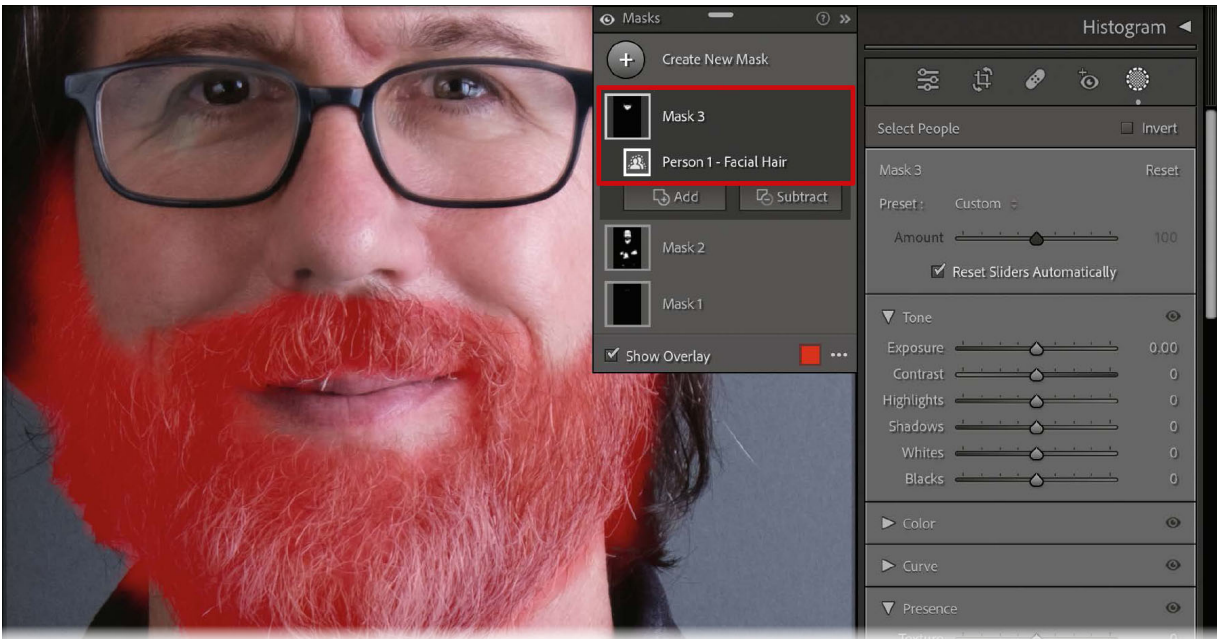 Masks
Create New Mask
Mask 3
Person 1 - Facial Hair
Add Subtract
Mask 2
Mask 1
Show Overlay
Histogram
Select People Invert
Mask 3 Reset
Preset: Custom
Amount 100
Reset Sliders Automatically
Tone
Exposure 0.00
Contrast 0
Highlights 0
Shadows 0
Whites 0
Blacks 0
Color
Curve
Presence